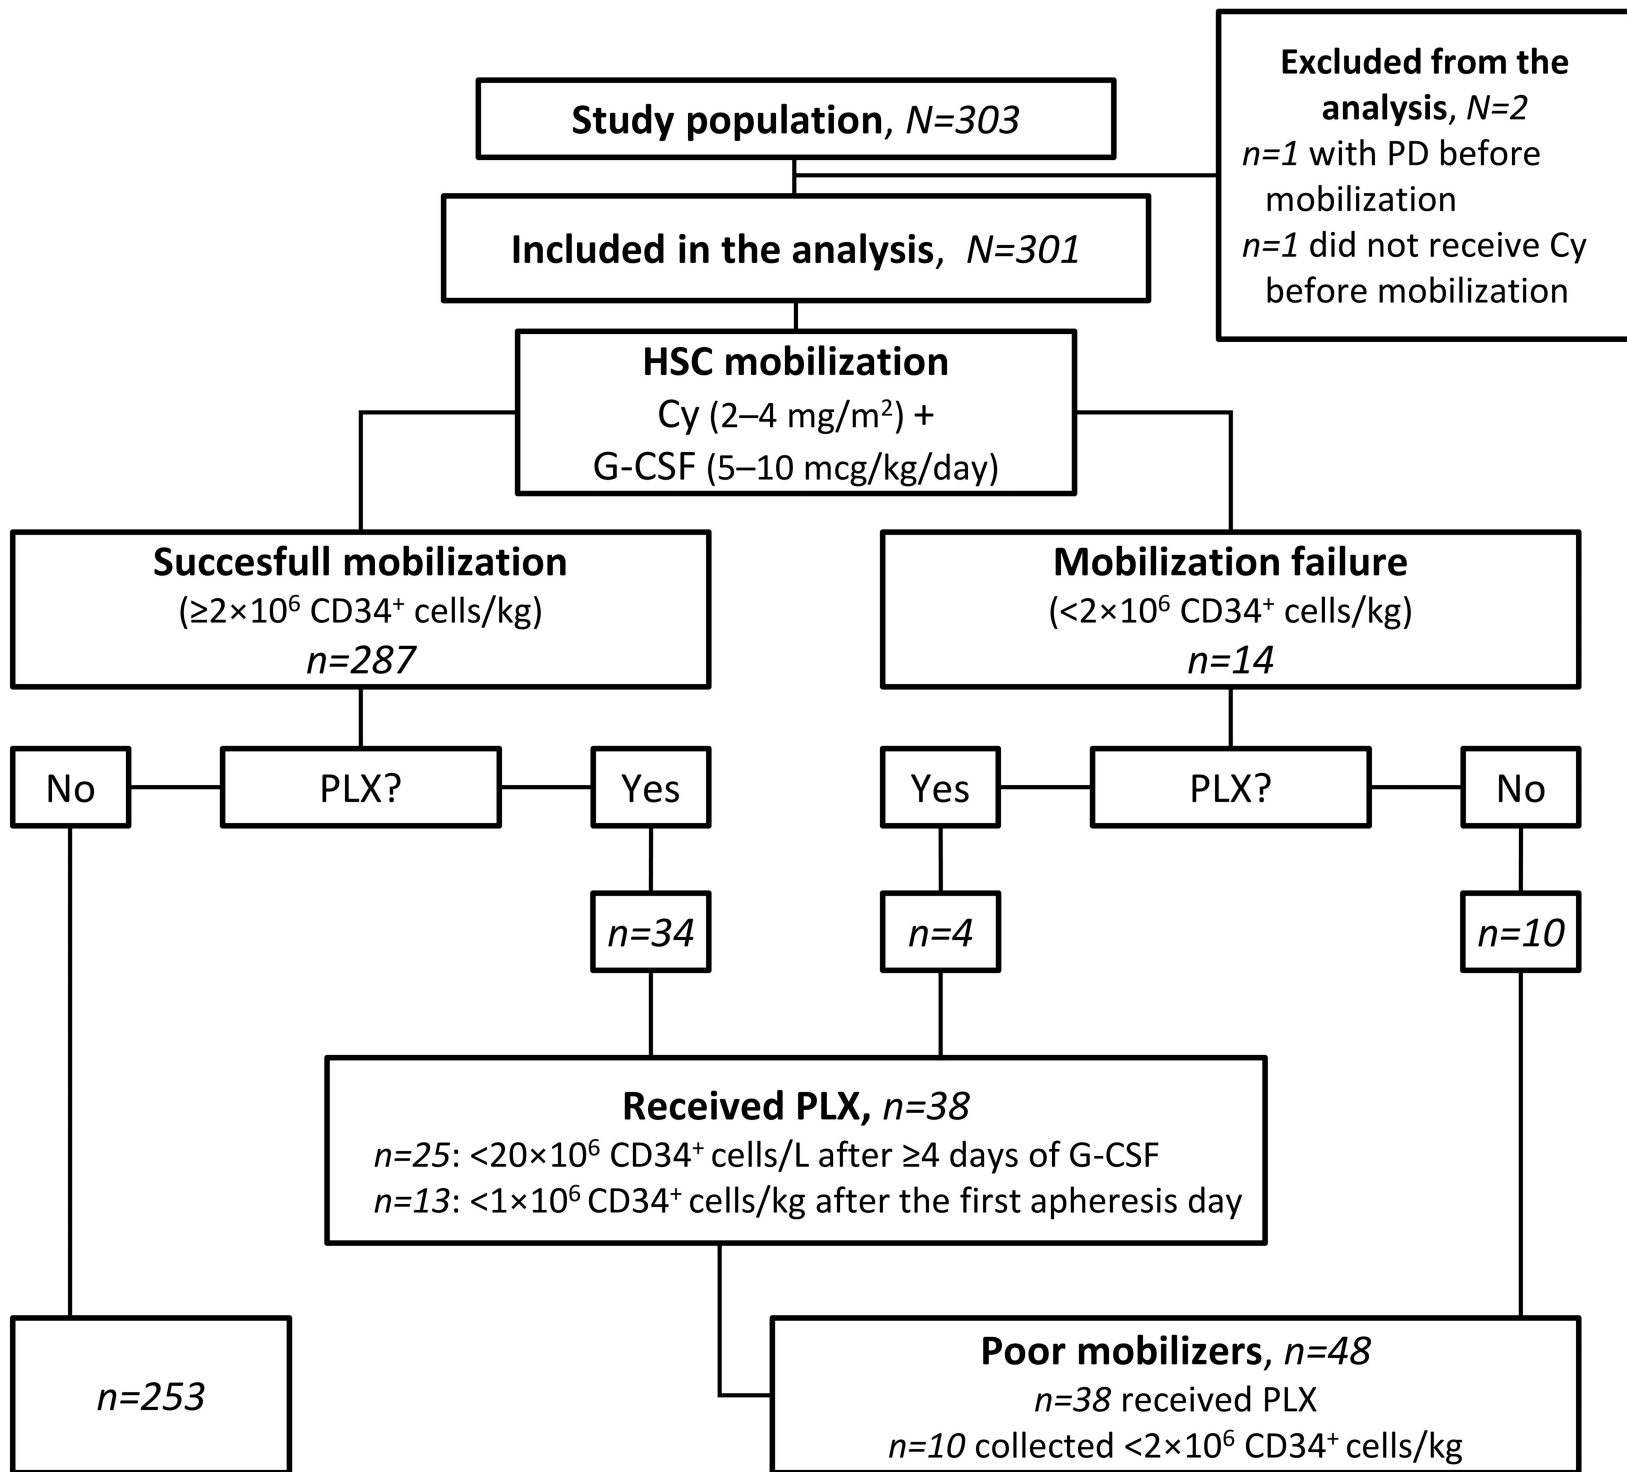 Study population, N=303
Excluded from the
analysis, N=2
n=1 with PD before
mobilization
n=1 did not receive Cy
before mobilization
Included in the analysis, N=301
HSC mobilization
Cy (2–4 mg/m²) +
G-CSF (5–10 mcg/kg/day)
Succesfull mobilization
(≥2×10⁶ CD34⁺ cells/kg)
n=287
Mobilization failure
(<2×10⁶ CD34⁺ cells/kg)
n=14
No
PLX?
Yes
Yes
PLX?
No
n=34
n=4
n=10
Received PLX, n=38
n=25: <20×10⁶ CD34⁺ cells/L after ≥4 days of G-CSF
n=13: <1×10⁶ CD34⁺ cells/kg after the first apheresis day
n=253
Poor mobilizers, n=48
n=38 received PLX
n=10 collected <2×10⁶ CD34⁺ cells/kg